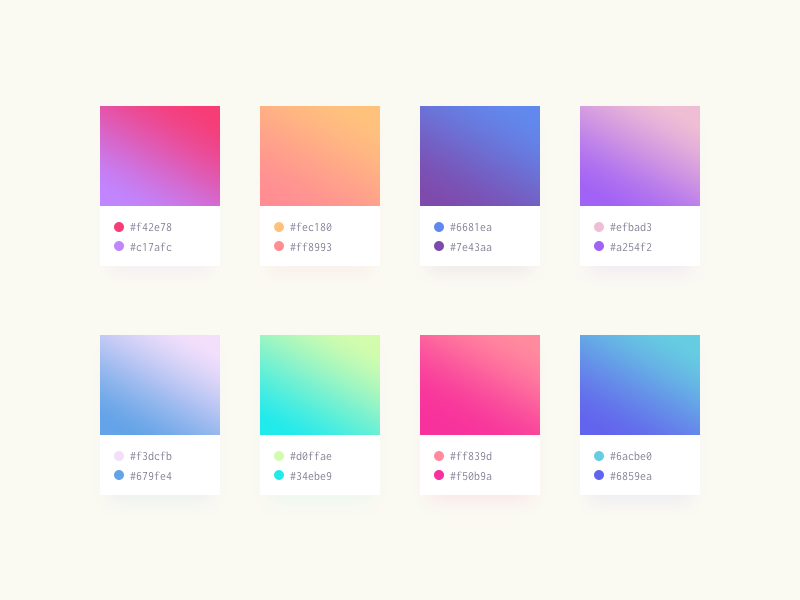 #f42e78
#c17afc
#fec180
#ff8993
#6681ea
#7e43aa
#efbad3
#a254f2
#f3dcfb
#679fe4
#d0ffae
#34ebe9
#ff839d
#f50b9a
#6acbe0
#6859ea